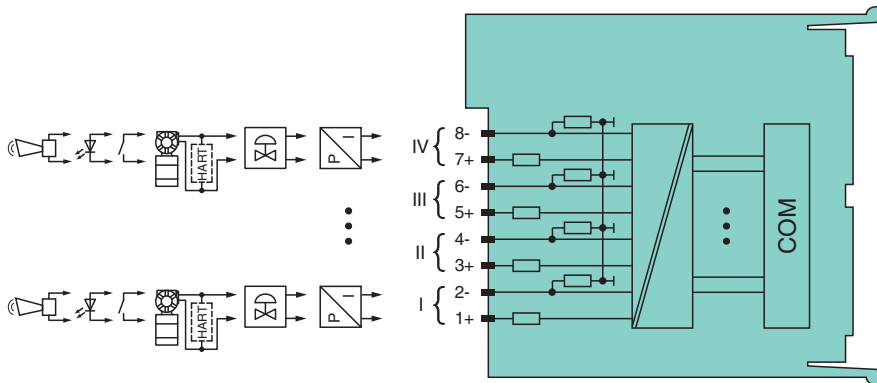 HART
P I
IV
8-
7+
III
6-
5+
II
4-
3+
I
2-
1+
COM
HART
P I